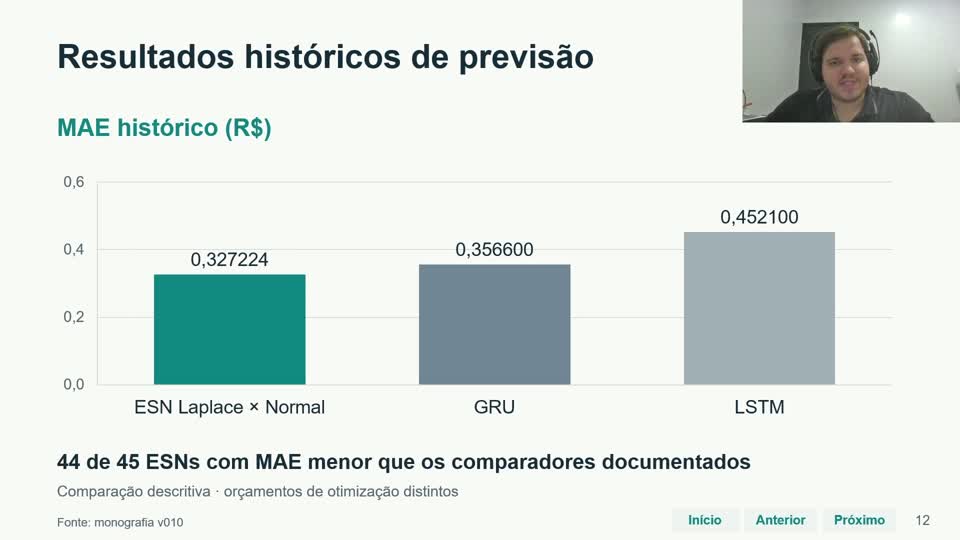 Resultados históricos de previsão
MAE histórico (R$)
0,6
0,4
0,2
0,0
0,327224
0,356600
0,452100
ESN Laplace × Normal
GRU
LSTM
44 de 45 ESNs com MAE menor que os comparadores documentados
Comparação descritiva · orçamentos de otimização distintos
Fonte: monografia v010
Início
Anterior
Próximo
12